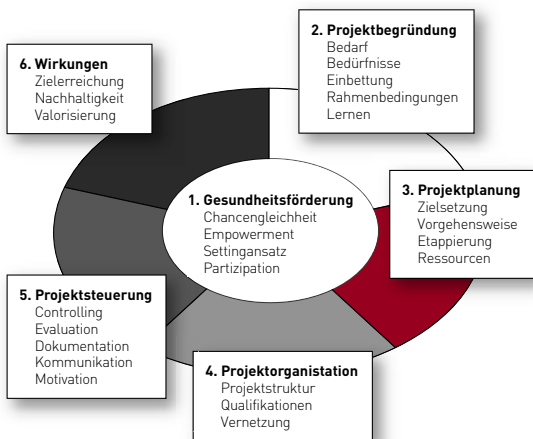 1. Gesundheitsförderung
Chancengleichheit
Empowerment
Settingansatz
Partizipation
2. Projektbegründung
Bedarf
Bedürfnisse
Einbettung
Rahmenbedingungen
Lernen
3. Projektplanung
Zielsetzung
Vorgehensweise
Etappierung
Ressourcen
4. Projektorganistation
Projektstruktur
Qualifikationen
Vernetzung
5. Projektsteuerung
Controlling
Evaluation
Dokumentation
Kommunikation
Motivation
6. Wirkungen
Zielerreichung
Nachhaltigkeit
Valorisierung